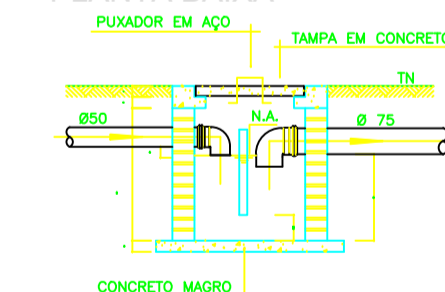 PUXADOR EM AÇO
TAMPA EM CONCRETO
TN
Ø50
N.A.
Ø 75
CONCRETO MAGRO